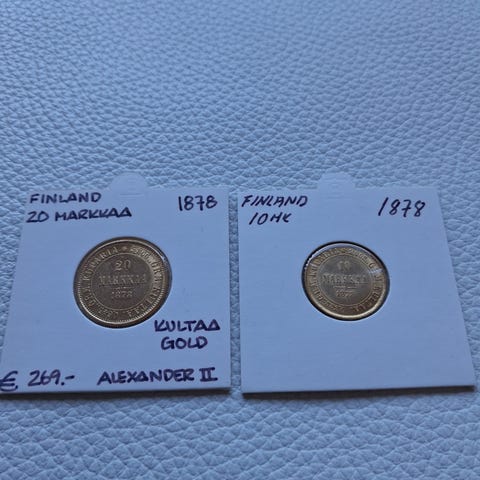 FINLAND
20 MARKKAA
1878
20
MARKKAA
1878
KULTAA
GOLD
€ 269.-
ALEXANDER II
FINLAND
10 MK
1878
10
MARKKAA